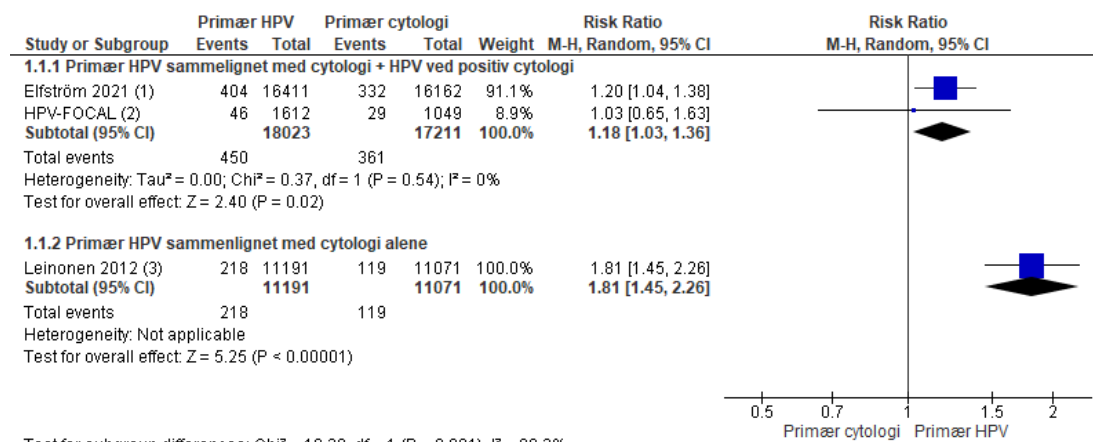 Primær HPV Primær cytologi Risk Ratio Risk Ratio
Study or Subgroup Events Total Events Total Weight M-H, Random, 95% CI M-H, Random, 95% CI
1.1.1 Primær HPV sammelignet med cytologi + HPV ved positiv cytologi
Elfström 2021 (1) 404 16411 332 16162 91.1% 1.20 [1.04, 1.38]
HPV-FOCAL (2) 46 1612 29 1049 8.9% 1.03 [0.65, 1.63]
Subtotal (95% CI) 18023 17211 100.0% 1.18 [1.03, 1.36]
Total events 450 361
Heterogeneity: Tau² = 0.00; Chi² = 0.37, df = 1 (P = 0.54); I² = 0%
Test for overall effect: Z = 2.40 (P = 0.02)
1.1.2 Primær HPV sammenlignet med cytologi alene
Leinonen 2012 (3) 218 11191 119 11071 100.0% 1.81 [1.45, 2.26]
Subtotal (95% CI) 11191 11071 100.0% 1.81 [1.45, 2.26]
Total events 218 119
Heterogeneity: Not applicable
Test for overall effect: Z = 5.25 (P < 0.00001)
0.5 0.7 1 1.5 2
Primær cytologi Primær HPV